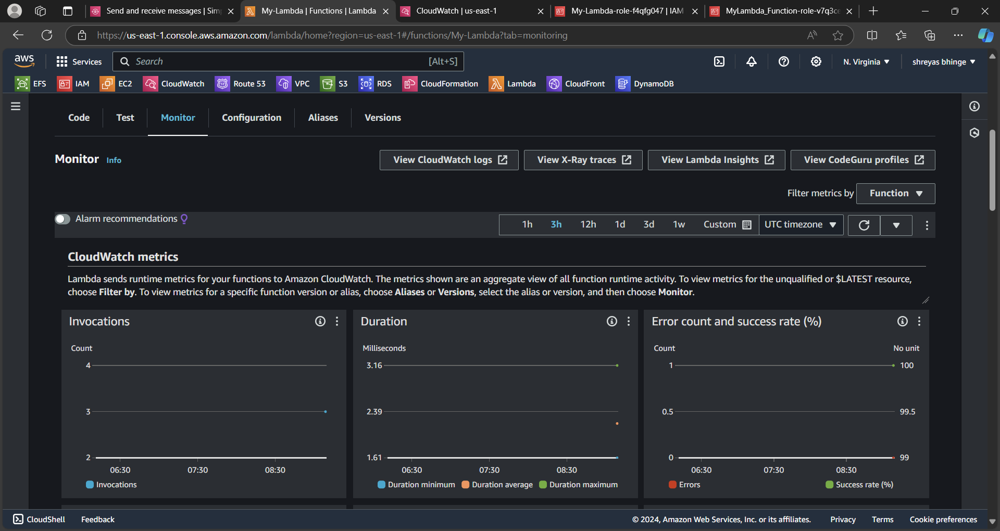 Send and receive messages | Sim
My-Lambda | Functions | Lambda
CloudWatch | us-east-1
My-Lambda-role-f4qfg047 | IAM
MyLambda_Function-role-v7q3ce
https://us-east-1.console.aws.amazon.com/lambda/home?region=us-east-1#/functions/My-Lambda?tab=monitoring
aws
Services
Search
[Alt+S]
N. Virginia
shreyas bhinge
EFS
IAM
EC2
CloudWatch
Route 53
VPC
S3
RDS
CloudFormation
Lambda
CloudFront
DynamoDB
Code
Test
Monitor
Configuration
Aliases
Versions
Monitor Info
View CloudWatch logs
View X-Ray traces
View Lambda Insights
View CodeGuru profiles
Filter metrics by
Function
Alarm recommendations
1h
3h
12h
1d
3d
1w
Custom
UTC timezone
CloudWatch metrics
Lambda sends runtime metrics for your functions to Amazon CloudWatch. The metrics shown are an aggregate view of all function runtime activity. To view metrics for the unqualified or $LATEST resource,
choose Filter by. To view metrics for a specific function version or alias, choose Aliases or Versions, select the alias or version, and then choose Monitor.
Invocations
Count
4
3
2
06:30
07:30
08:30
Invocations
Duration
Milliseconds
3.16
2.39
1.61
06:30
07:30
08:30
Duration minimum
Duration average
Duration maximum
Error count and success rate (%)
Count
No unit
1
100
0.5
99.5
0
99
06:30
07:30
08:30
Errors
Success rate (%)
CloudShell
Feedback
© 2024, Amazon Web Services, Inc. or its affiliates.
Privacy
Terms
Cookie preferences